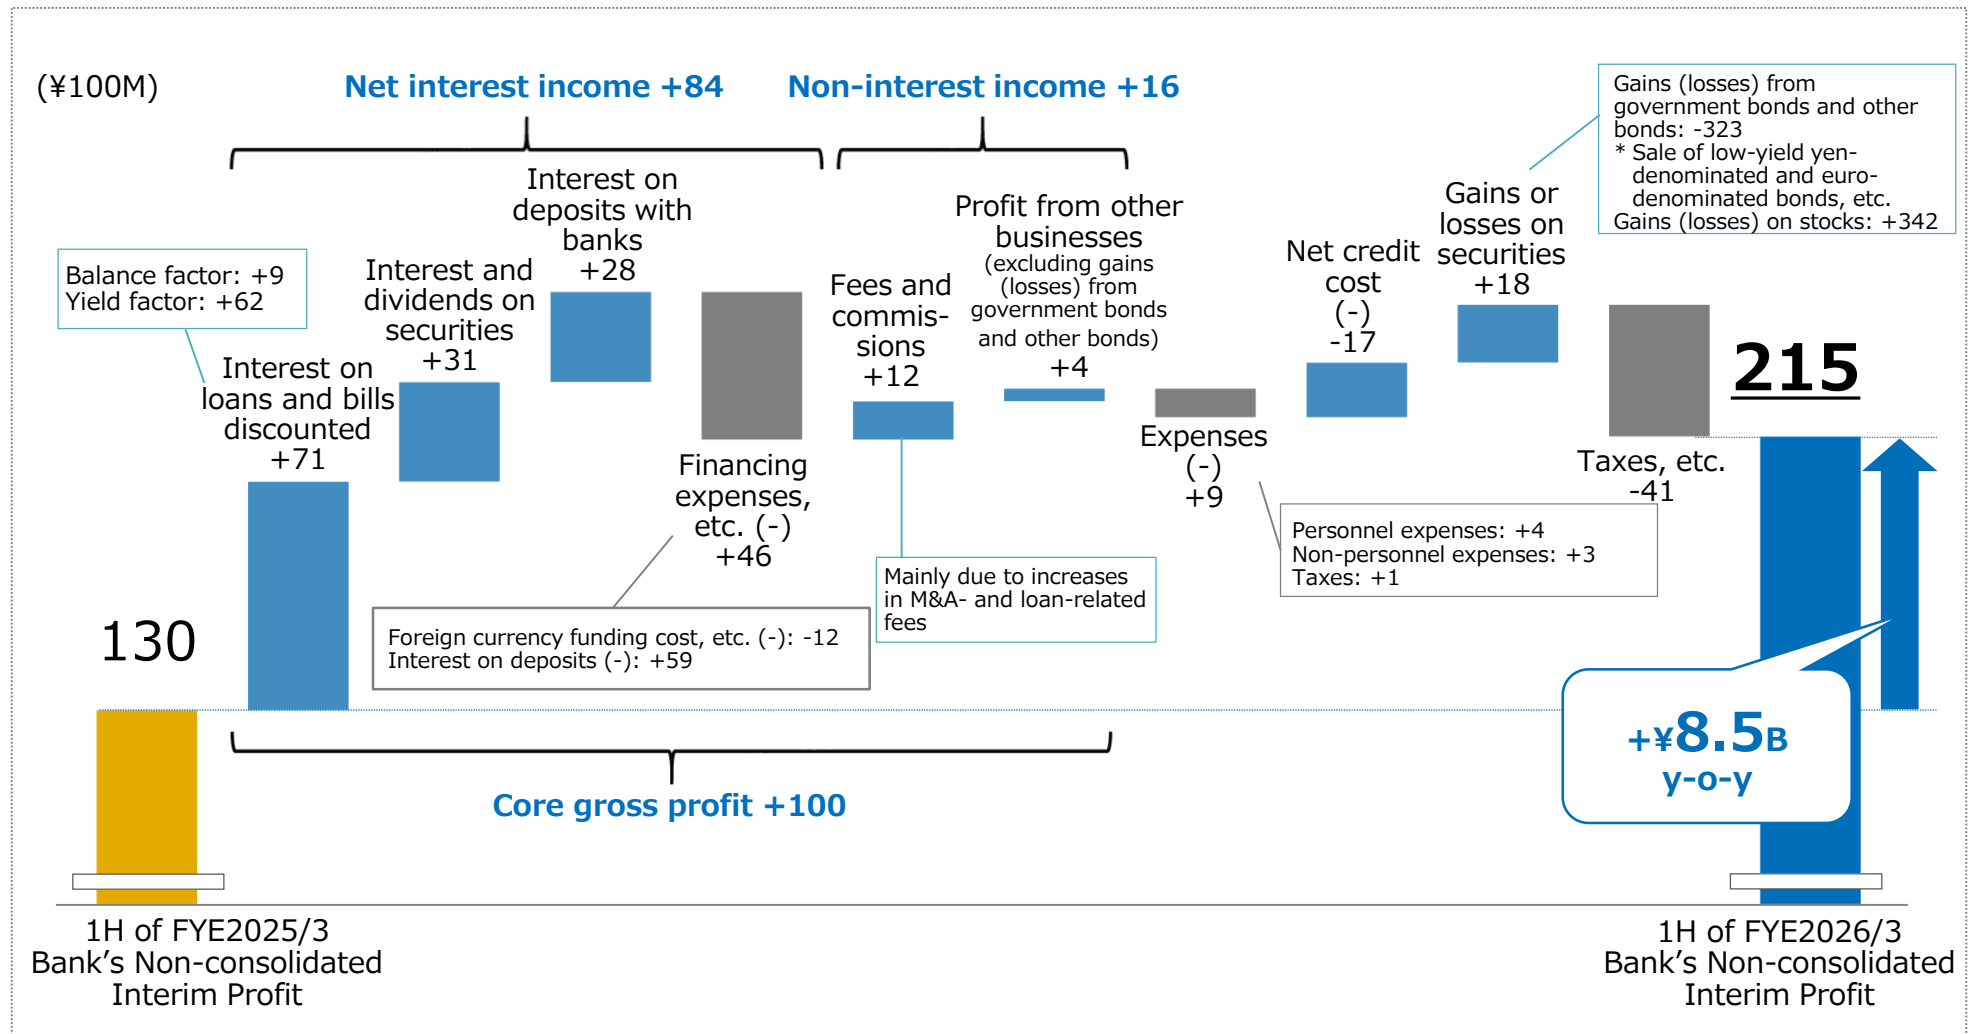 (¥100M)
Net interest income +84
Non-interest income +16
Gains (losses) from
government bonds and other
bonds: -323
* Sale of low-yield yen-
denominated and euro-
denominated bonds, etc.
Gains (losses) on stocks: +342
Balance factor: +9
Yield factor: +62
Interest on
loans and bills
discounted
+71
Interest and
dividends on
securities
+31
Interest on
deposits with
banks
+28
Financing
expenses,
etc. (-)
+46
Foreign currency funding cost, etc. (-): -12
Interest on deposits (-): +59
Fees and
commis-
sions
+12
Mainly due to increases
in M&A- and loan-related
fees
Profit from other
businesses
(excluding gains
(losses) from
government bonds
and other bonds)
+4
Expenses
(-)
+9
Personnel expenses: +4
Non-personnel expenses: +3
Taxes: +1
Net credit
cost
(-)
-17
Gains or
losses on
securities
+18
Taxes, etc.
-41
130
215
+¥8.5B
y-o-y
Core gross profit +100
1H of FYE2025/3
Bank’s Non-consolidated
Interim Profit
1H of FYE2026/3
Bank’s Non-consolidated
Interim Profit